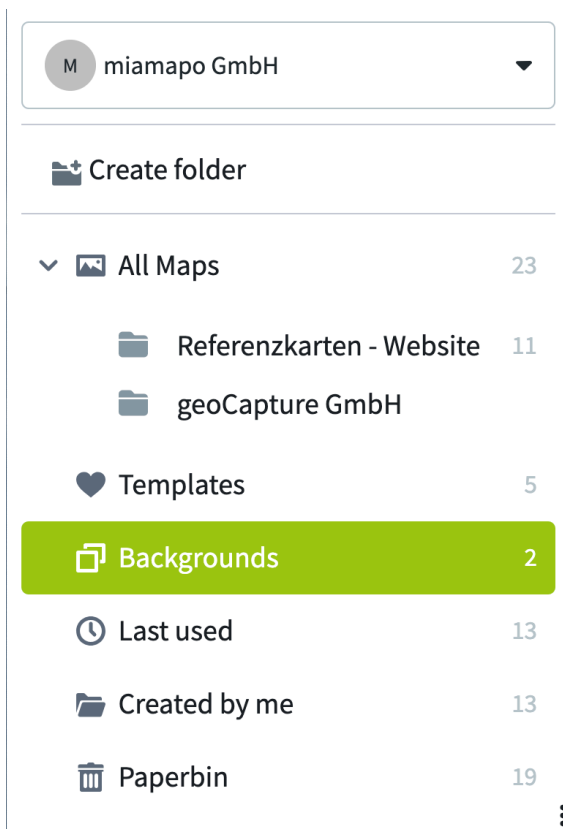 M miamapo GmbH
Create folder
All Maps 23
Referenzkarten - Website 11
geoCapture GmbH
Templates 5
Backgrounds 2
Last used 13
Created by me 13
Paperbin 19